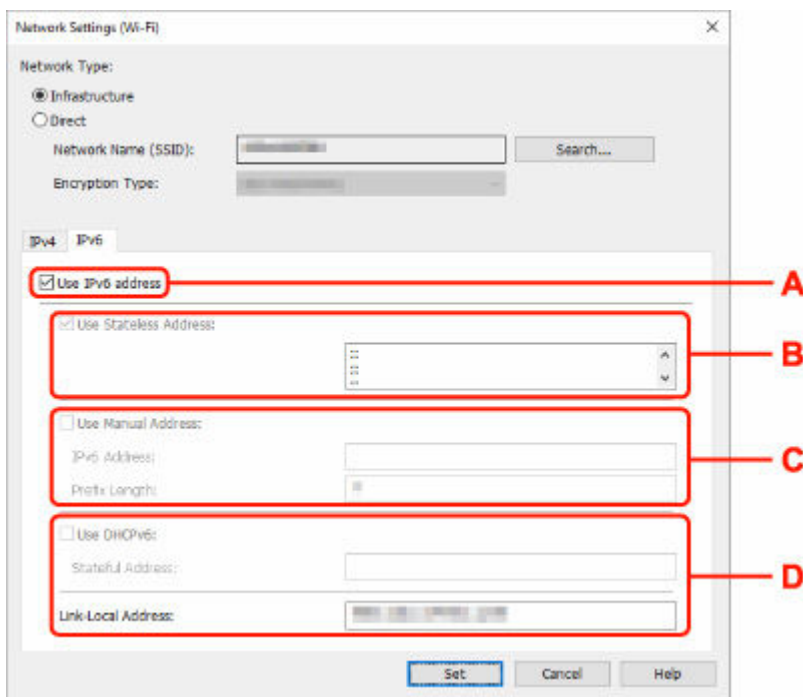 Network Settings (Wi-Fi)
Network Type:
Infrastructure
Direct
Network Name (SSID):
Search....
Encryption Type:
IPv4 IPv6
Use IPv6 address
A
Use Stateless Address:
::
::
::
B
Use Manual Address:
IPv6 Address:
Prefix Length:
C
Use DHCPv6:
Stateful Address:
D
Link-Local Address:
Set Cancel Help